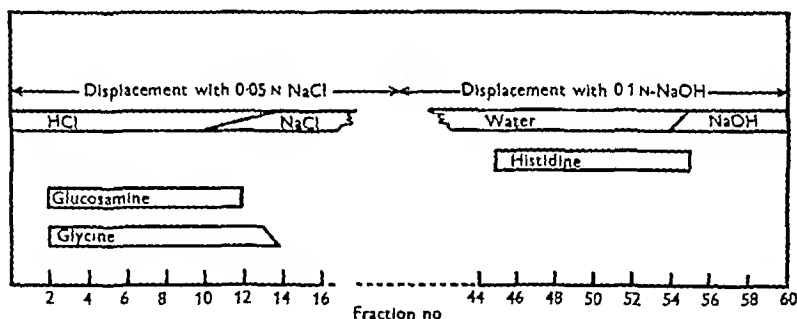 Displacement with 0·05 N NaCl Displacement with 0 1 N-NaOH
HCl NaCl Water NaOH
Histidine
Glucosamine
Glycine
2 4 6 8 10 12 14 16 44 46 48 50 52 54 56 58 60
Fraction no